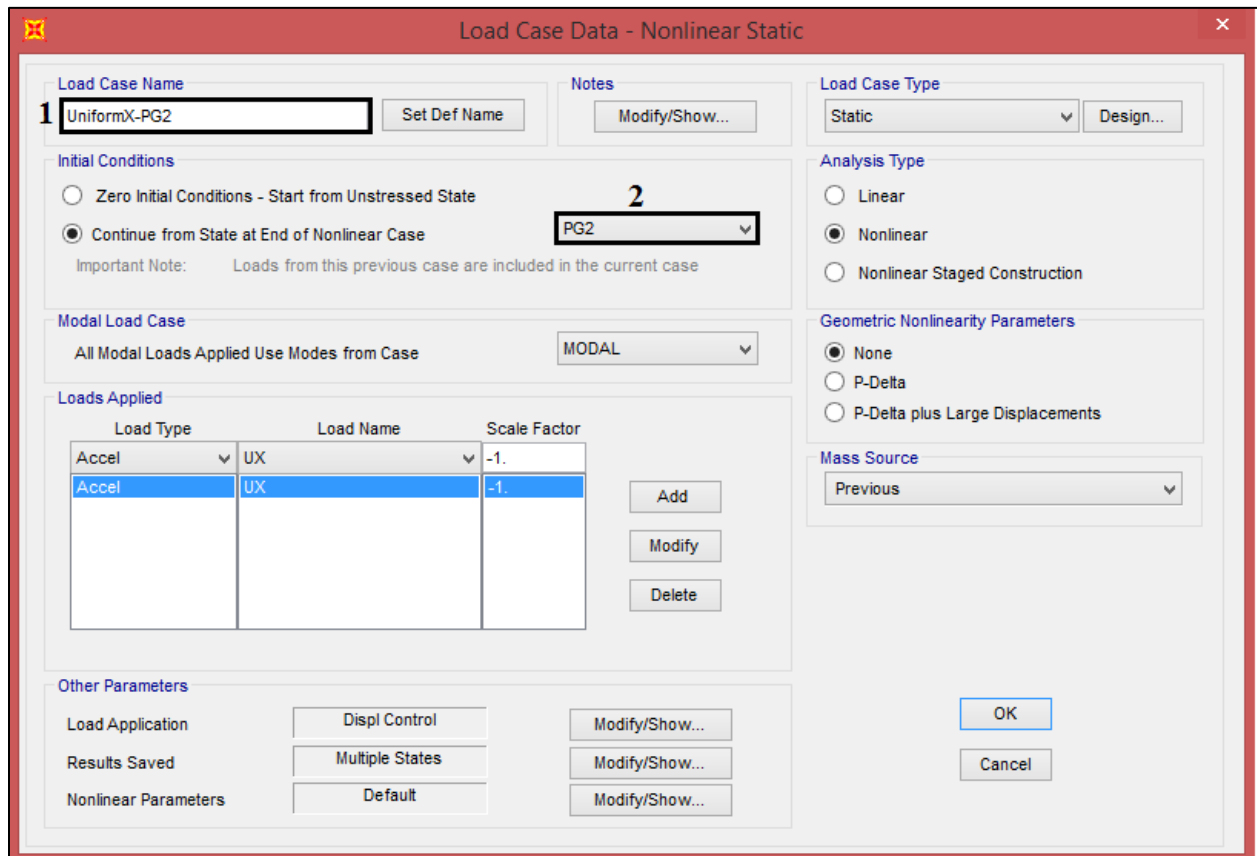 Load Case Data - Nonlinear Static
Load Case Name
1
UniformX-PG2
Set Def Name
Notes
Modify/Show...
Load Case Type
Static
Design...
Initial Conditions
Zero Initial Conditions - Start from Unstressed State
Continue from State at End of Nonlinear Case
2
PG2
Important Note: Loads from this previous case are included in the current case
Analysis Type
Linear
Nonlinear
Nonlinear Staged Construction
Modal Load Case
All Modal Loads Applied Use Modes from Case
MODAL
Geometric Nonlinearity Parameters
None
P-Delta
P-Delta plus Large Displacements
Loads Applied
Load Type Load Name Scale Factor
Accel UX -1.
Accel UX -1.
Add
Modify
Delete
Mass Source
Previous
Other Parameters
Load Application Displ Control Modify/Show...
Results Saved Multiple States Modify/Show...
Nonlinear Parameters Default Modify/Show...
OK
Cancel